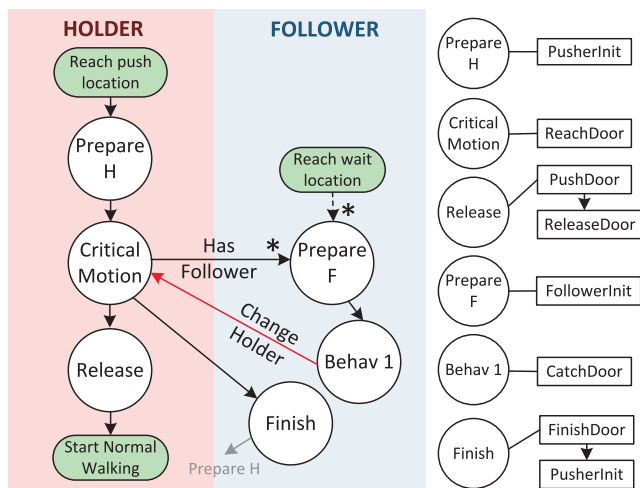 HOLDER
FOLLOWER
Reach push
location
Prepare
H
Reach wait
location
*
Critical
Motion
Has
Follower
*
Prepare
F
Change
Holder
Release
Behav 1
Finish
Start Normal
Walking
Prepare H
Prepare
H
PusherInit
Critical
Motion
ReachDoor
Release
PushDoor
ReleaseDoor
Prepare
F
FollowerInit
Behav 1
CatchDoor
Finish
FinishDoor
PusherInit